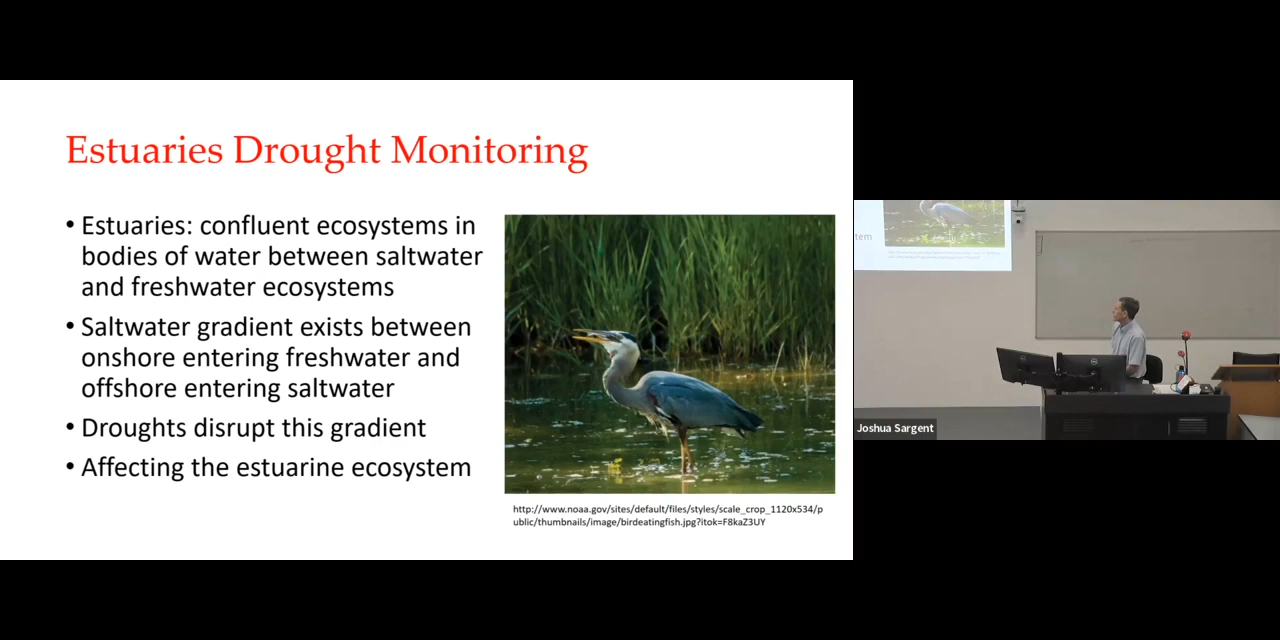 Estuaries Drought Monitoring
• Estuaries: confluent ecosystems in
bodies of water between saltwater
and freshwater ecosystems
• Saltwater gradient exists between
onshore entering freshwater and
offshore entering saltwater
• Droughts disrupt this gradient
• Affecting the estuarine ecosystem
http://www.noaa.gov/sites/default/files/styles/scale_crop_1120x534/p
ublic/thumbnails/image/birdeatingfish.jpg?itok=F8kaZ3UY
tem
Joshua Sargent